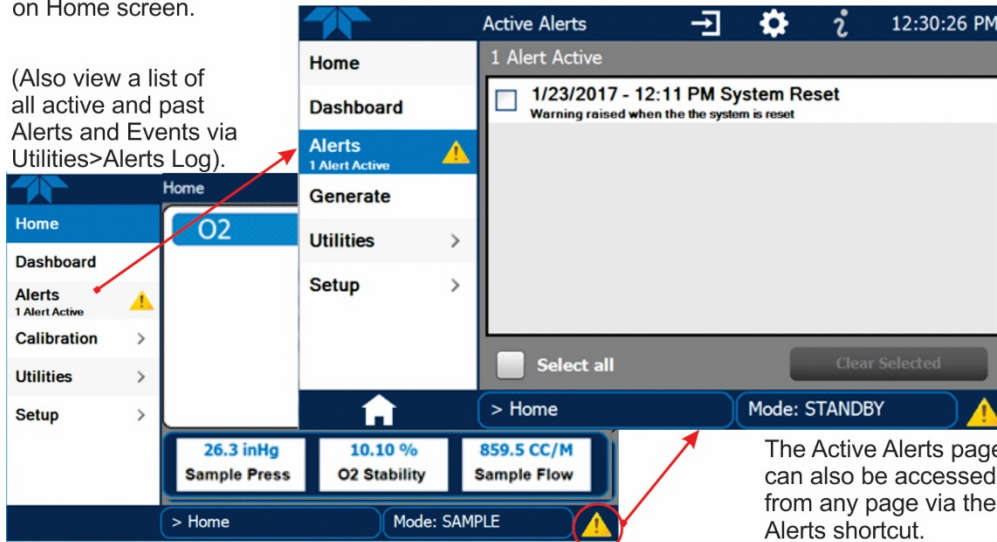 on Home screen.
(Also view a list of
all active and past
Alerts and Events via
Utilities>Alerts Log).
Active Alerts
12:30:26 PM
Home
Dashboard
Alerts
1 Alert Active
Generate
Utilities >
Setup >
1 Alert Active
1/23/2017 - 12:11 PM System Reset
Warning raised when the the system is reset
Select all
Clear Selected
> Home
Mode: STANDBY
Home
Home
Dashboard
Alerts
1 Alert Active
Calibration >
Utilities >
Setup >
O2
26.3 inHg
Sample Press
10.10 %
O2 Stability
859.5 CC/M
Sample Flow
> Home
Mode: SAMPLE
The Active Alerts page
can also be accessed
from any page via the
Alerts shortcut.